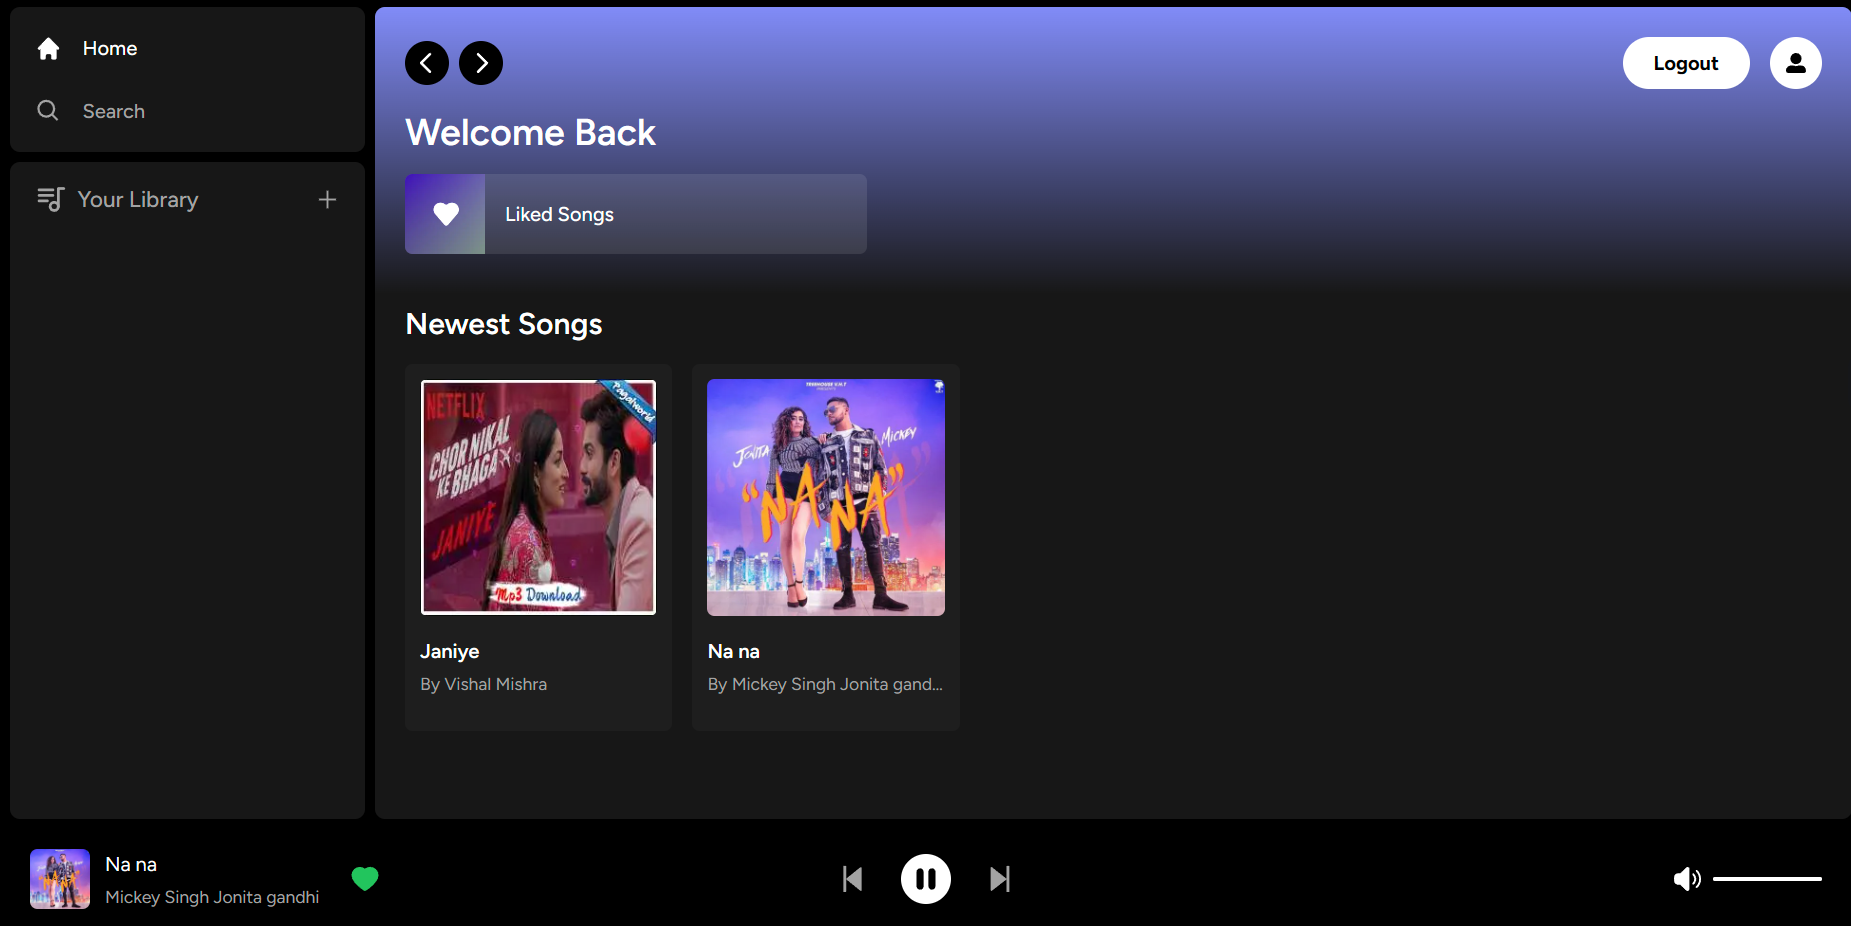 Home
Search
Your Library
Logout
Welcome Back
Liked Songs
Newest Songs
Pagalworld
NETFLIX
CHOR NIKAL
KE BHAGA
JANIYE
Mp3 Download
JONITA
MICKEY
"NA
NA"
Janiye
By Vishal Mishra
Na na
By Mickey Singh Jonita gand...
Na na
Mickey Singh Jonita gandhi